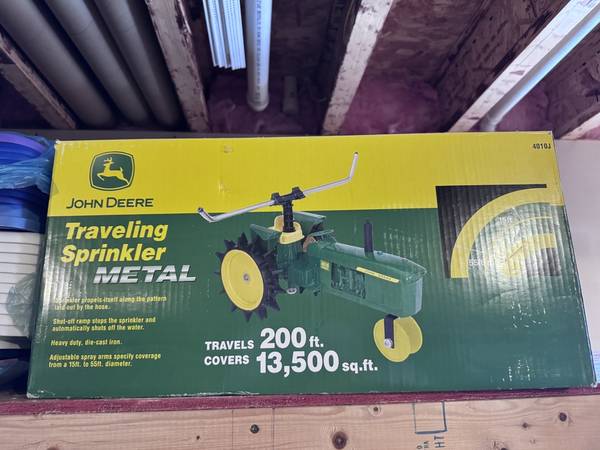 4010J
JOHN DEERE
Traveling
Sprinkler
METAL
Sprinkler propels itself along the pattern
laid out by the hose.
Shut-off ramp stops the sprinkler and
automatically shuts off the water.
Heavy duty, die-cast iron.
Adjustable spray arms specify coverage
from a 15ft. to 55ft. diameter.
TRAVELS 200 ft.
COVERS 13,500 sq.ft.
HT